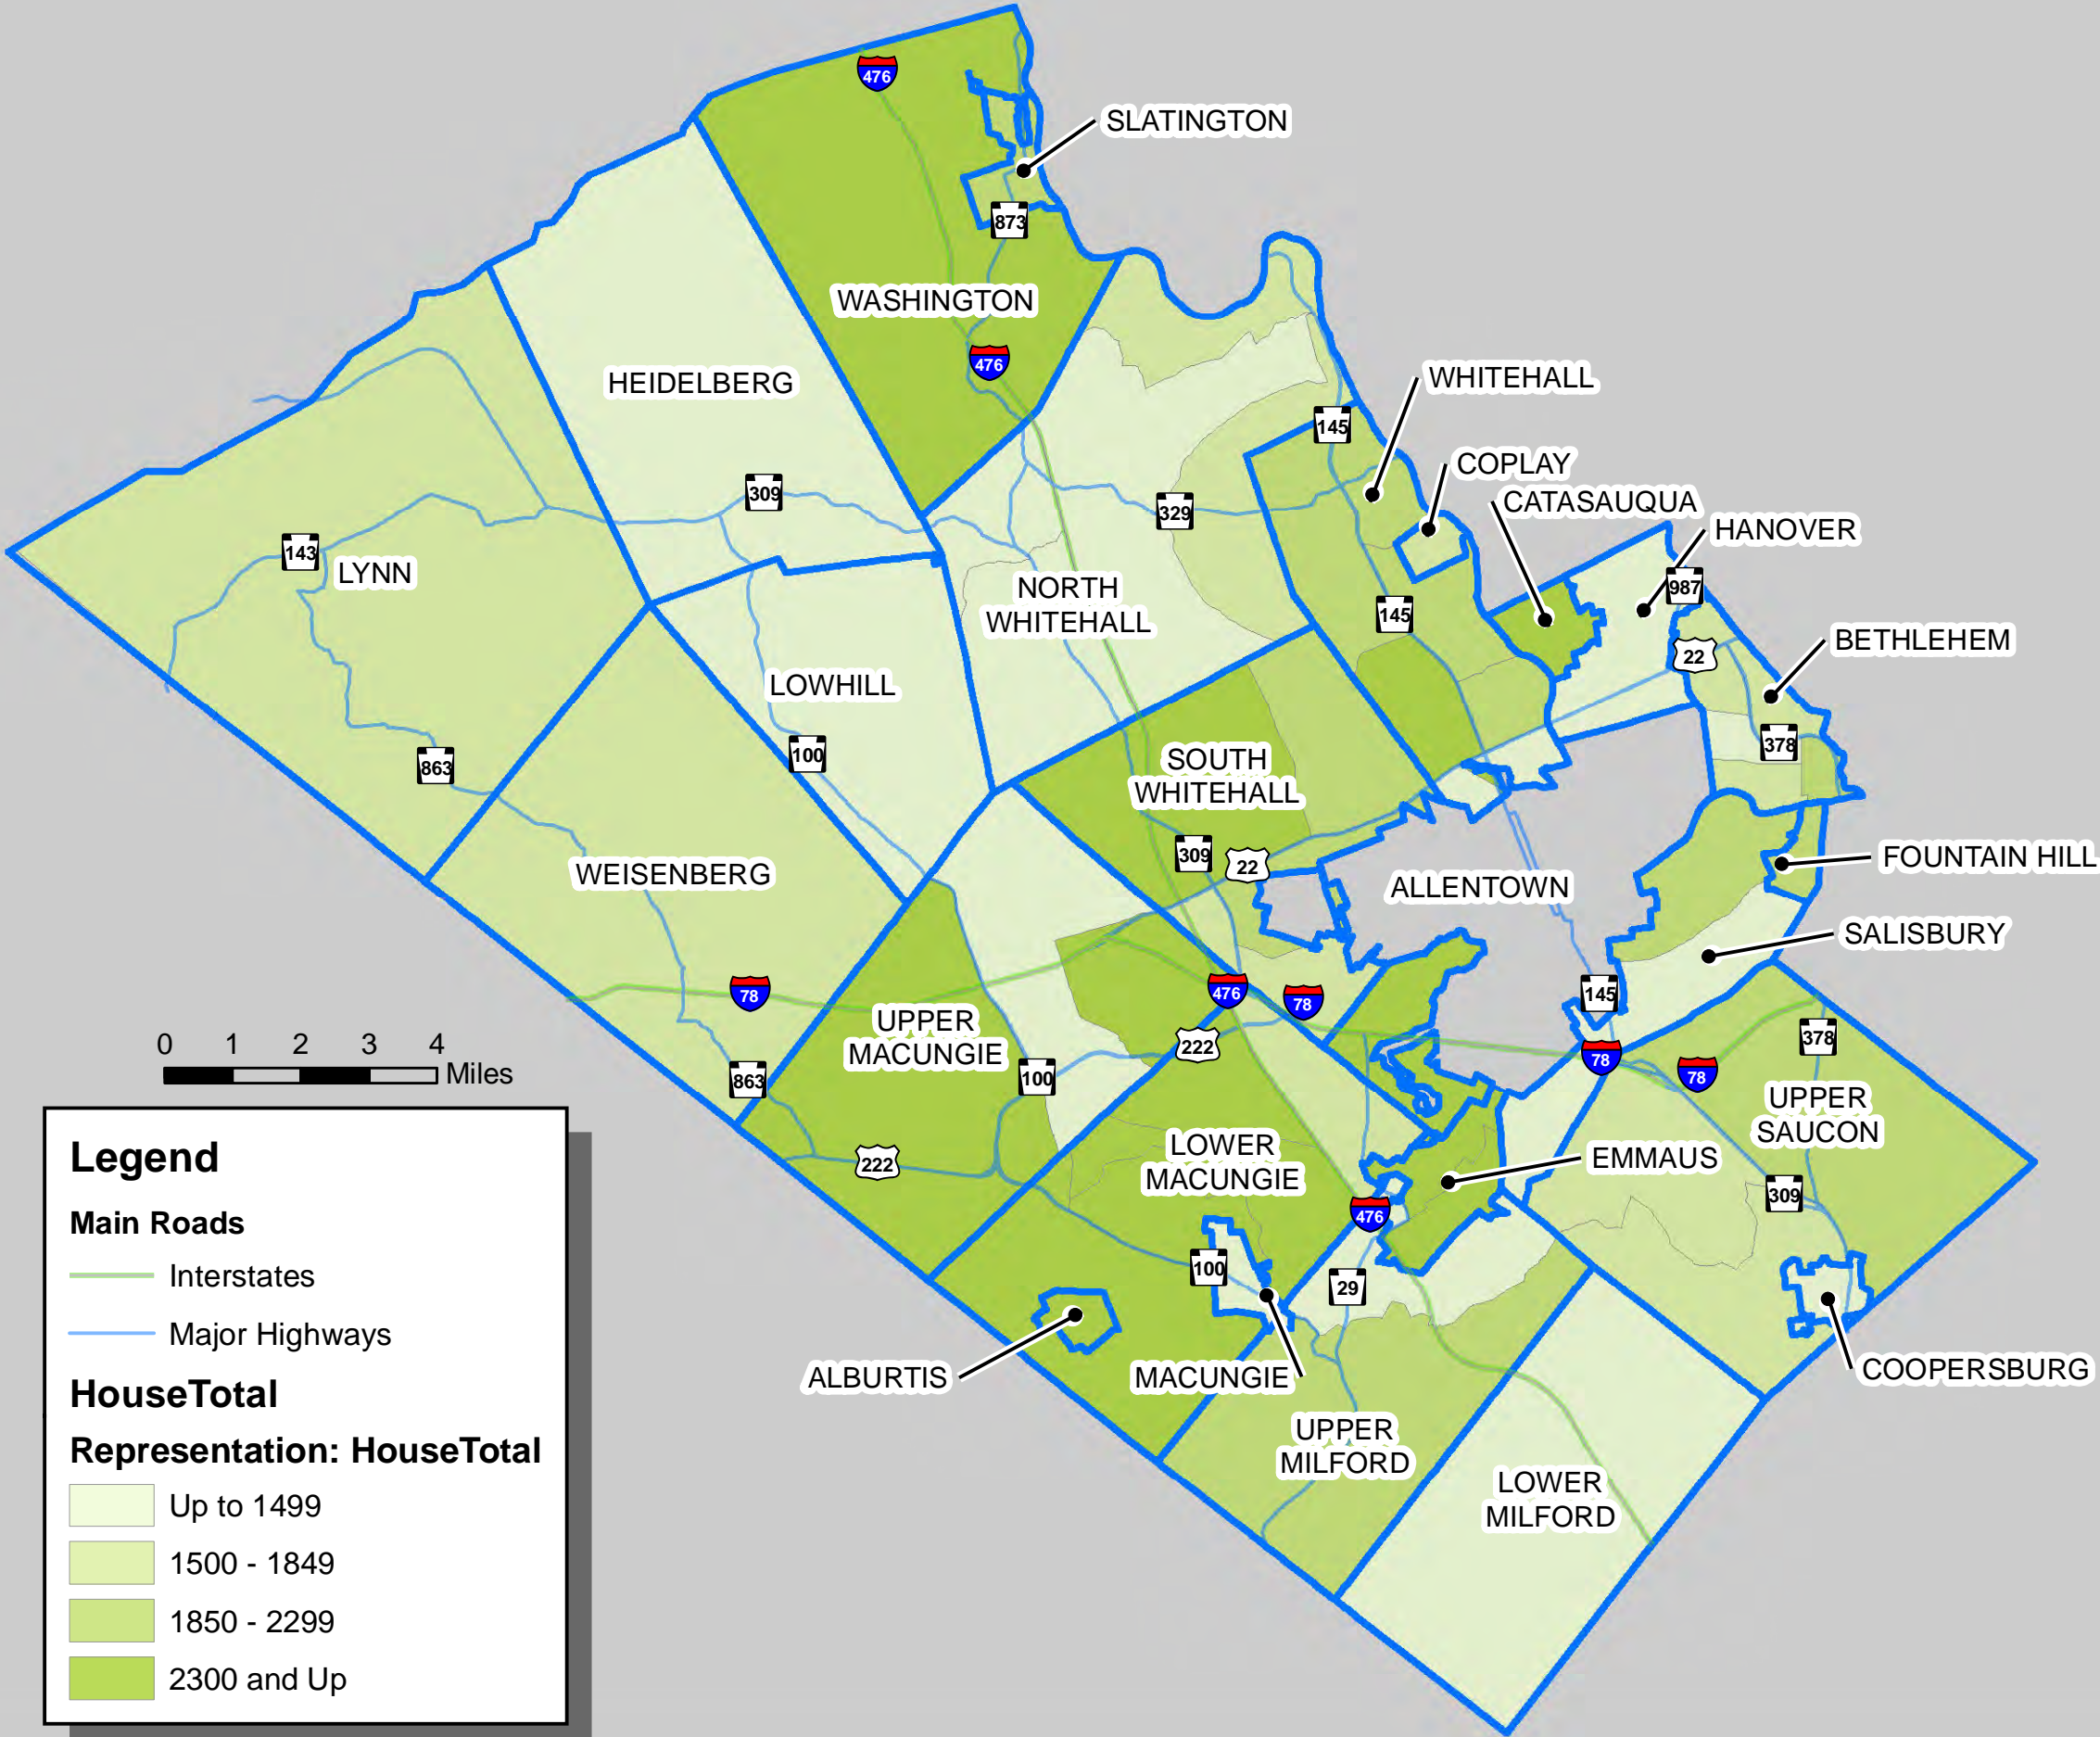 476
SLATINGTON
873
WASHINGTON
476
HEIDELBERG
WHITEHALL
145
COPLAY
CATASAUQUA
309
329
HANOVER
143
LYNN
987
NORTH
WHITEHALL
145
BETHLEHEM
22
LOWHILL
378
100
863
SOUTH
WHITEHALL
309
22
FOUNTAIN HILL
WEISENBERG
ALLENTOWN
SALISBURY
78
476
78
145
UPPER
MACUNGIE
222
378
0 1 2 3 4
Miles
863
100
78
78
UPPER
SAUCON
LOWER
MACUNGIE
222
EMMAUS
309
476
100
29
ALBURTIS
MACUNGIE
COOPERSBURG
UPPER
MILFORD
LOWER
MILFORD
Legend
Main Roads
Interstates
Major Highways
HouseTotal
Representation: HouseTotal
Up to 1499
1500 - 1849
1850 - 2299
2300 and Up